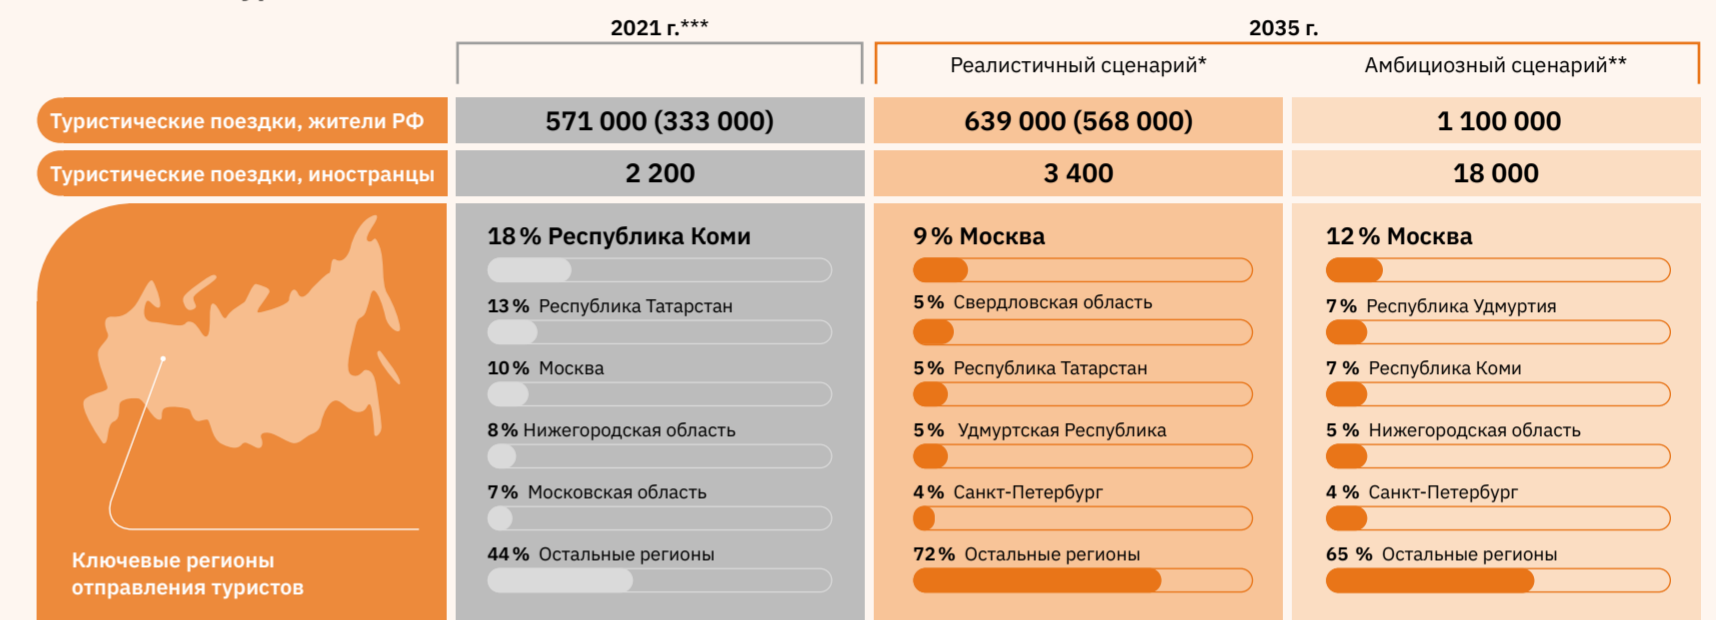 2021 г.***
2035 г.
Реалистичный сценарий*
Амбициозный сценарий**
Туристические поездки, жители РФ
571 000 (333 000)
639 000 (568 000)
1 100 000
Туристические поездки, иностранцы
2 200
3 400
18 000
Ключевые регионы
отправления туристов
18 % Республика Коми
13 % Республика Татарстан
10 % Москва
8 % Нижегородская область
7 % Московская область
44 % Остальные регионы
9 % Москва
5 % Свердловская область
5 % Республика Татарстан
5 % Удмуртская Республика
4 % Санкт-Петербург
72 % Остальные регионы
12 % Москва
7 % Республика Удмуртия
7 % Республика Коми
5 % Нижегородская область
4 % Санкт-Петербург
65 % Остальные регионы